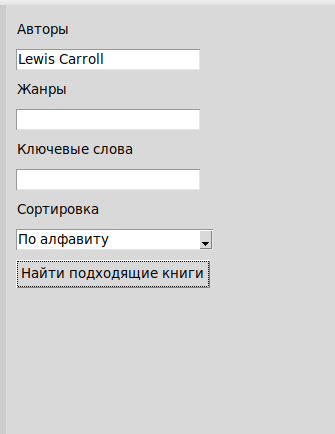 Авторы
Lewis Carroll
Жанры
Ключевые слова
Сортировка
По алфавиту
Найти подходящие книги